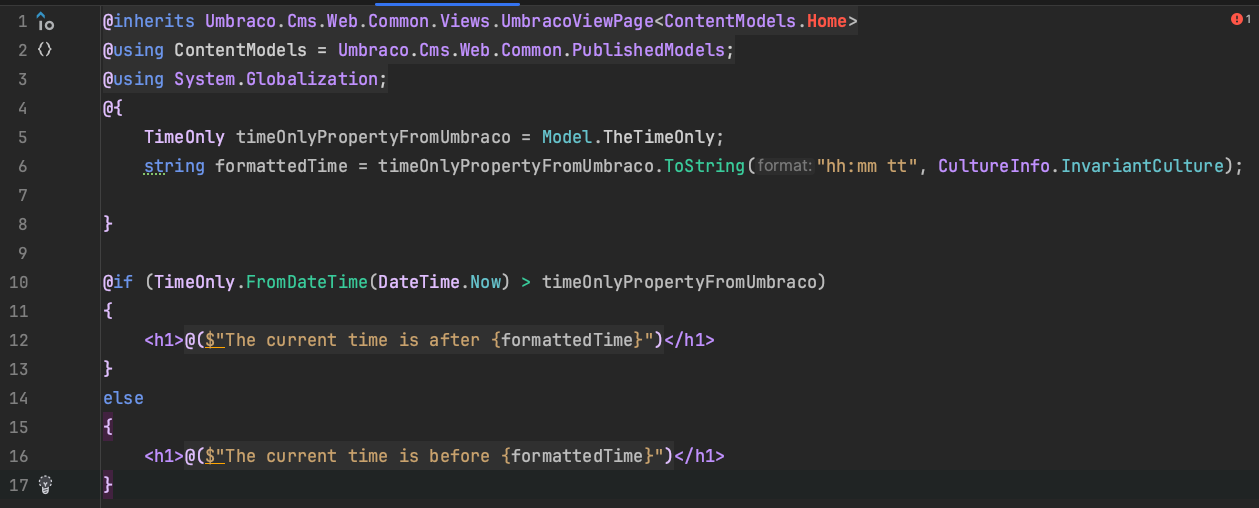 1 @inherits Umbraco.Cms.Web.Common.Views.UmbracoViewPage<ContentModels.Home> 1
2 @using ContentModels = Umbraco.Cms.Web.Common.PublishedModels;
3 @using System.Globalization;
4 @{
5     TimeOnly timeOnlyPropertyFromUmbraco = Model.TheTimeOnly;
6     string formattedTime = timeOnlyPropertyFromUmbraco.ToString(format: "hh:mm tt", CultureInfo.InvariantCulture);
7
8 }
9
10 @if (TimeOnly.FromDateTime(DateTime.Now) > timeOnlyPropertyFromUmbraco)
11 {
12     <h1>@($"The current time is after {formattedTime}")</h1>
13 }
14 else
15 {
16     <h1>@($"The current time is before {formattedTime}")</h1>
17 }